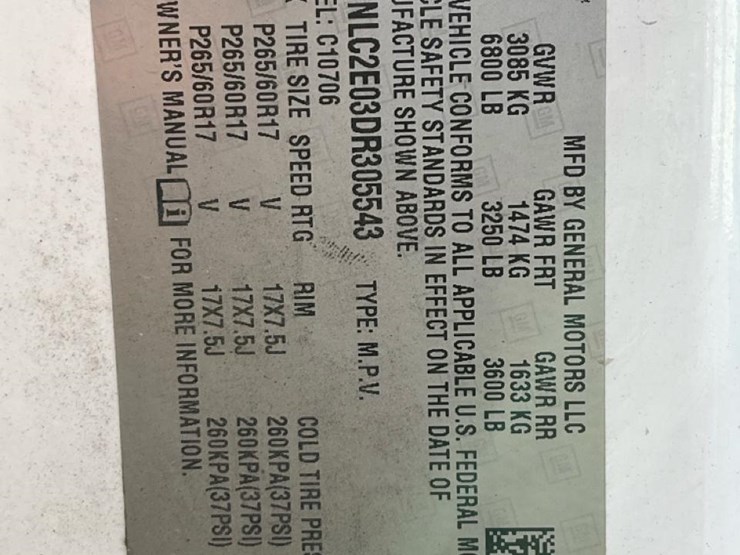 MFD BY GENERAL MOTORS LLC
GVWR GAWR FRT GAWR RR
3085 KG 1474 KG 1633 KG
6800 LB 3250 LB 3600 LB
VEHICLE CONFORMS TO ALL APPLICABLE U.S. FEDERAL M
CLE SAFETY STANDARDS IN EFFECT ON THE DATE OF
UFACTURE SHOWN ABOVE.
NLC2E03DR305543 TYPE: M.P.V.
EL: C10706
TIRE SIZE SPEED RTG RIM COLD TIRE PRES
P265/60R17 V 17X7.5J 260KPA(37PSI)
P265/60R17 V 17X7.5J 260KPA(37PSI)
P265/60R17 V 17X7.5J 260KPA(37PSI)
WNER'S MANUAL i FOR MORE INFORMATION.